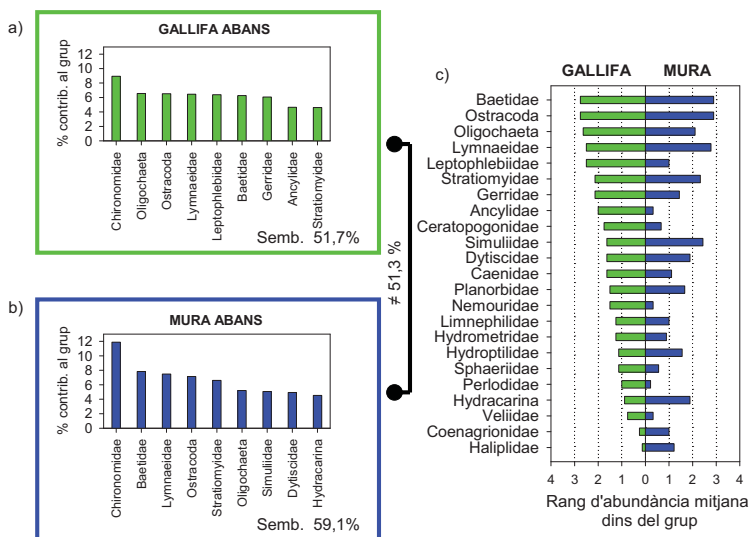 a)
GALLIFA ABANS
% contrib. al grup
12
10
8
6
4
2
0
Chironomidae
Oligochaeta
Ostracoda
Lymnaeidae
Leptophlebiidae
Baetidae
Gerridae
Ancylidae
Stratiomyidae
Semb. 51,7%
≠ 51,3 %
b)
MURA ABANS
% contrib. al grup
12
10
8
6
4
2
0
Chironomidae
Baetidae
Lymnaeidae
Ostracoda
Stratiomyidae
Oligochaeta
Simuliidae
Dytiscidae
Hydracarina
Semb. 59,1%
c)
GALLIFA MURA
Baetidae
Ostracoda
Oligochaeta
Lymnaeidae
Leptophlebiidae
Stratiomyidae
Gerridae
Ancylidae
Ceratopogonidae
Simuliidae
Dytiscidae
Caenidae
Planorbidae
Nemouridae
Limnephilidae
Hydrometridae
Hydroptilidae
Sphaeriidae
Perlodidae
Hydracarina
Veliidae
Coenagrionidae
Haliplidae
4 3 2 1 0 1 2 3 4
Rang d'abundància mitjana
dins del grup